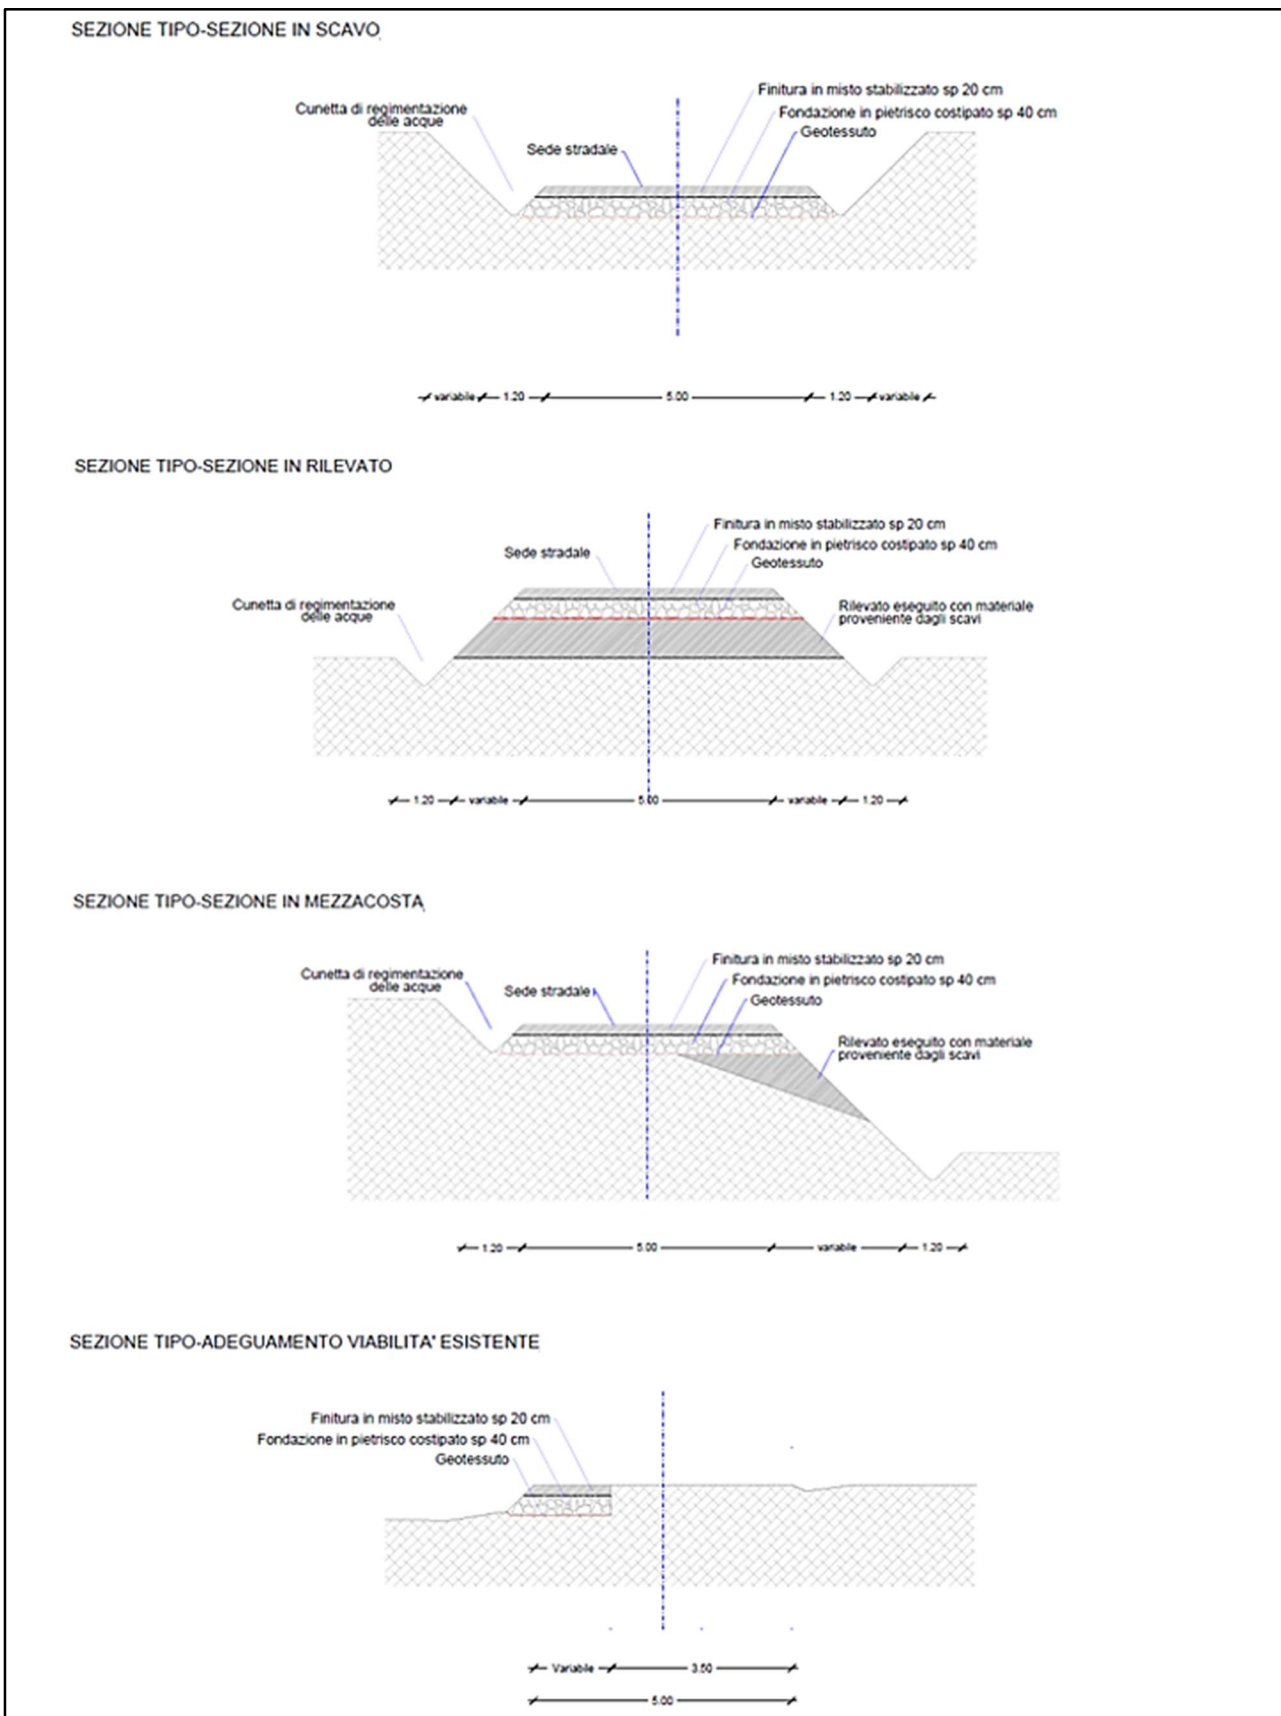 SEZIONE TIPO-SEZIONE IN SCAVO
Finitura in misto stabilizzato sp 20 cm
Cunetta di regimentazione
delle acque
Fondazione in pietrisco costipato sp 40 cm
Geotessuto
Sede stradale
variabile 1.20 5.00 1.20 variabile
SEZIONE TIPO-SEZIONE IN RILEVATO
Finitura in misto stabilizzato sp 20 cm
Fondazione in pietrisco costipato sp 40 cm
Sede stradale
Geotessuto
Cunetta di regimentazione
delle acque
Rilevato eseguito con materiale
proveniente dagli scavi
1.20 variabile 5.00 variabile 1.20
SEZIONE TIPO-SEZIONE IN MEZZACOSTA
Finitura in misto stabilizzato sp 20 cm
Cunetta di regimentazione
delle acque
Fondazione in pietrisco costipato sp 40 cm
Sede stradale
Geotessuto
Rilevato eseguito con materiale
proveniente dagli scavi
1.20 5.00 variabile 1.20
SEZIONE TIPO-ADEGUAMENTO VIABILITA' ESISTENTE
Finitura in misto stabilizzato sp 20 cm
Fondazione in pietrisco costipato sp 40 cm
Geotessuto
Variabile 3.50
5.00